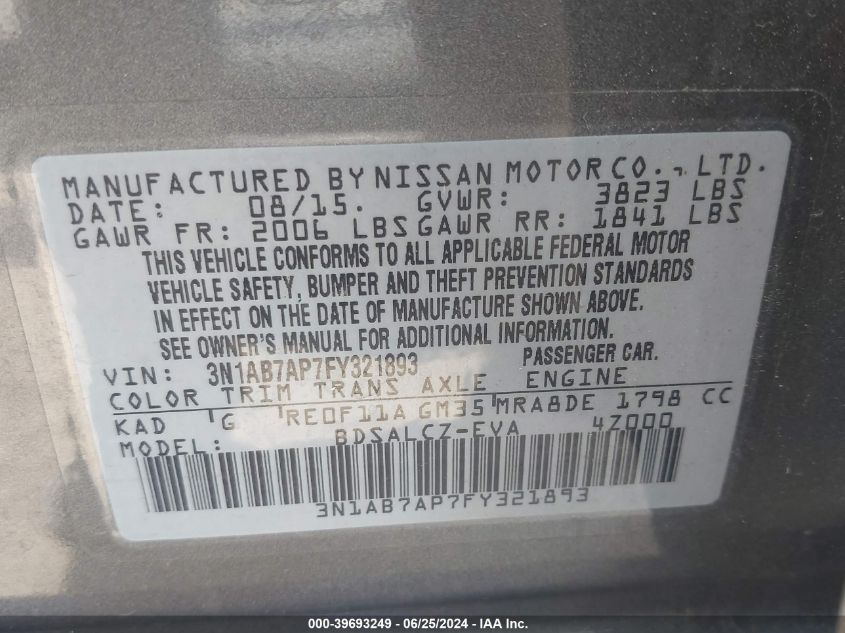 MANUFACTURED BY NISSAN MOTOR CO., LTD.
DATE: 08/15. GVWR: 3823 LBS
GAWR FR: 2006 LBS GAWR RR: 1841 LBS
THIS VEHICLE CONFORMS TO ALL APPLICABLE FEDERAL MOTOR
VEHICLE SAFETY, BUMPER AND THEFT PREVENTION STANDARDS
IN EFFECT ON THE DATE OF MANUFACTURE SHOWN ABOVE.
SEE OWNER'S MANUAL FOR ADDITIONAL INFORMATION.
VIN: 3N1AB7AP7FY321893 PASSENGER CAR.
COLOR TRIM TRANS AXLE ENGINE
KAD G RE0F11A GM35 MRA8DE 1798 CC
MODEL: BDSALCZ-EVA 4Z000
3N1AB7AP7FY321893
000-39693249 - 06/25/2024 - IAA Inc.